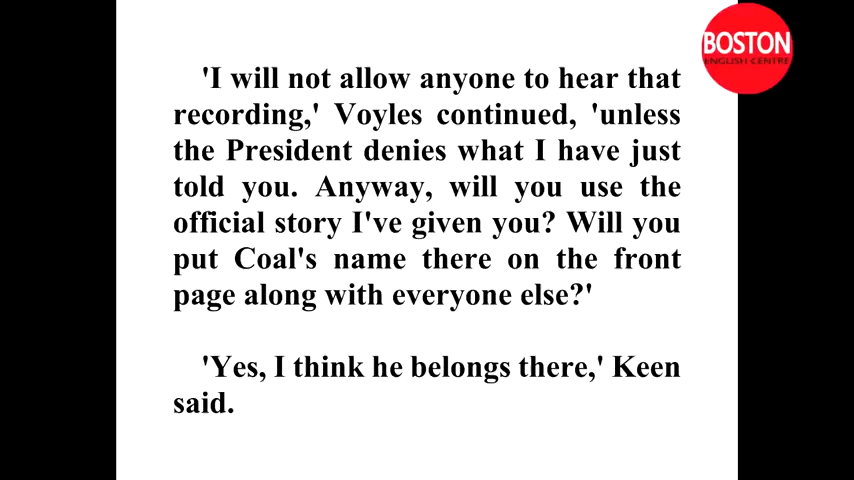 BOSTON
ENGLISH CENTRE
'I will not allow anyone to hear that
recording,' Voyles continued, 'unless
the President denies what I have just
told you. Anyway, will you use the
official story I've given you? Will you
put Coal's name there on the front
page along with everyone else?'
'Yes, I think he belongs there,' Keen
said.